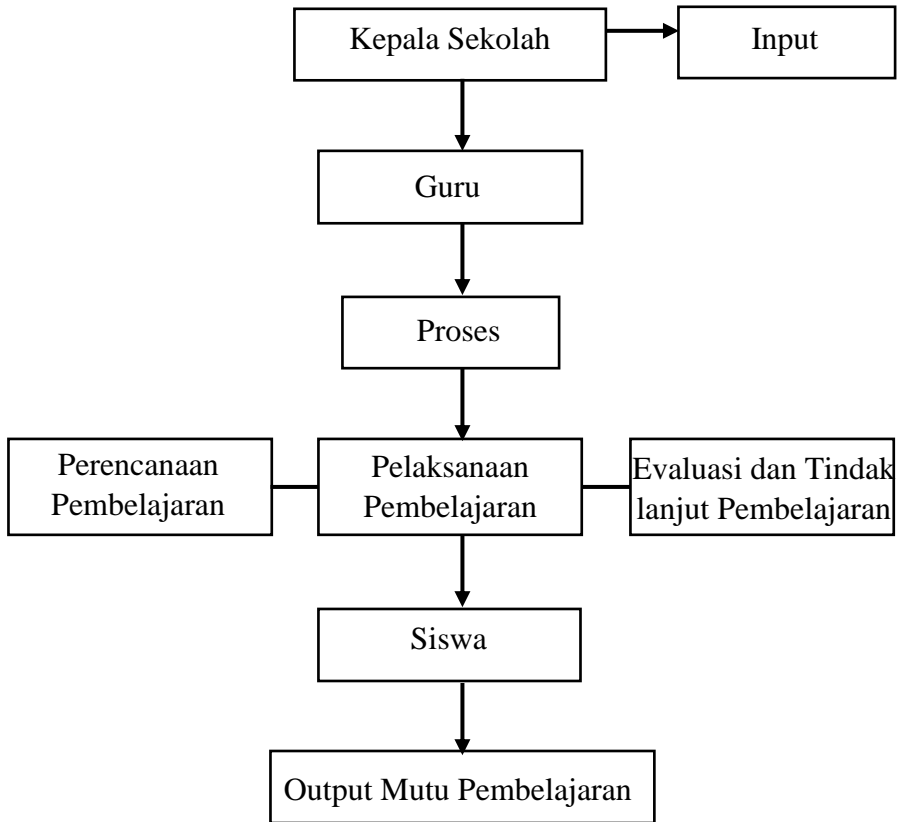 Kepala Sekolah
Input
Guru
Proses
Perencanaan
Pembelajaran
Pelaksanaan
Pembelajaran
Evaluasi dan Tindak
lanjut Pembelajaran
Siswa
Output Mutu Pembelajaran